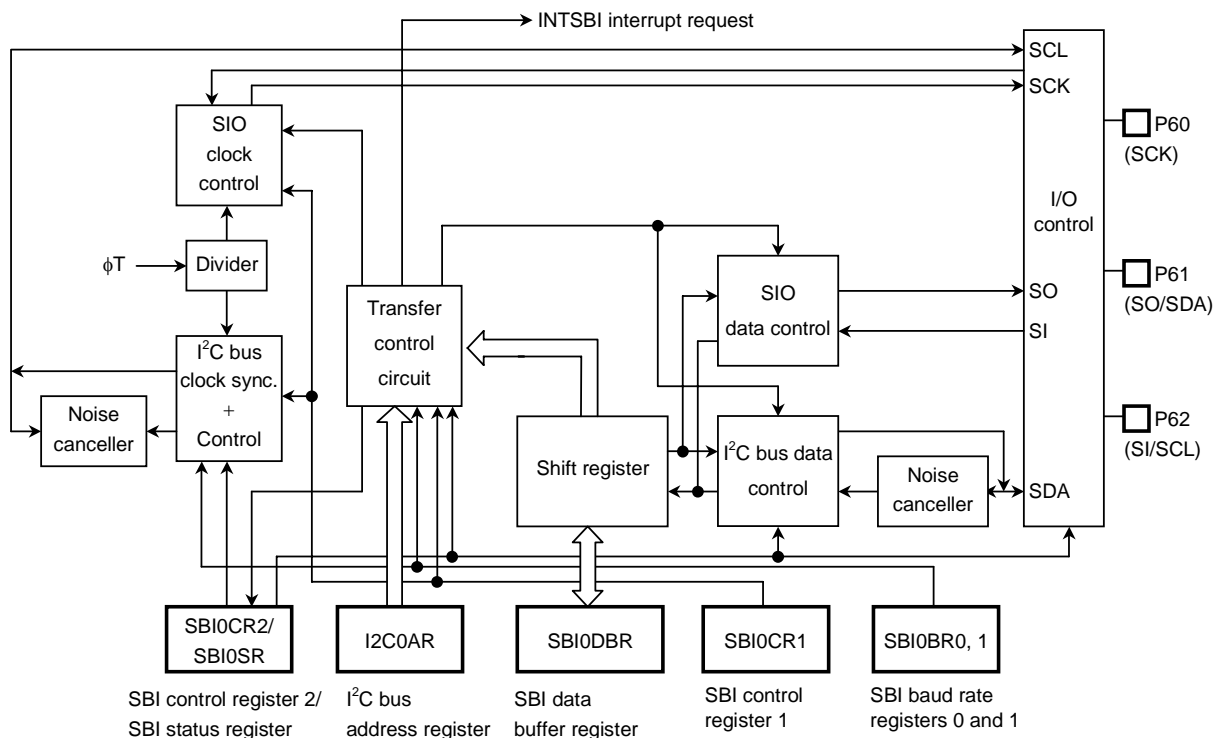 INTSBI interrupt request
SCL
SCK
SIO
clock
control
P60
(SCK)
I/O
control
ϕT
Divider
SIO
data control
SO
SI
P61
(SO/SDA)
Transfer
control
circuit
I²C bus
clock sync.
+
Control
Noise
canceller
Shift register
I²C bus data
control
Noise
canceller
SDA
P62
(SI/SCL)
SBI0CR2/
SBI0SR
I2C0AR
SBI0DBR
SBI0CR1
SBI0BR0, 1
SBI control register 2/
SBI status register
I²C bus
address register
SBI data
buffer register
SBI control
register 1
SBI baud rate
registers 0 and 1